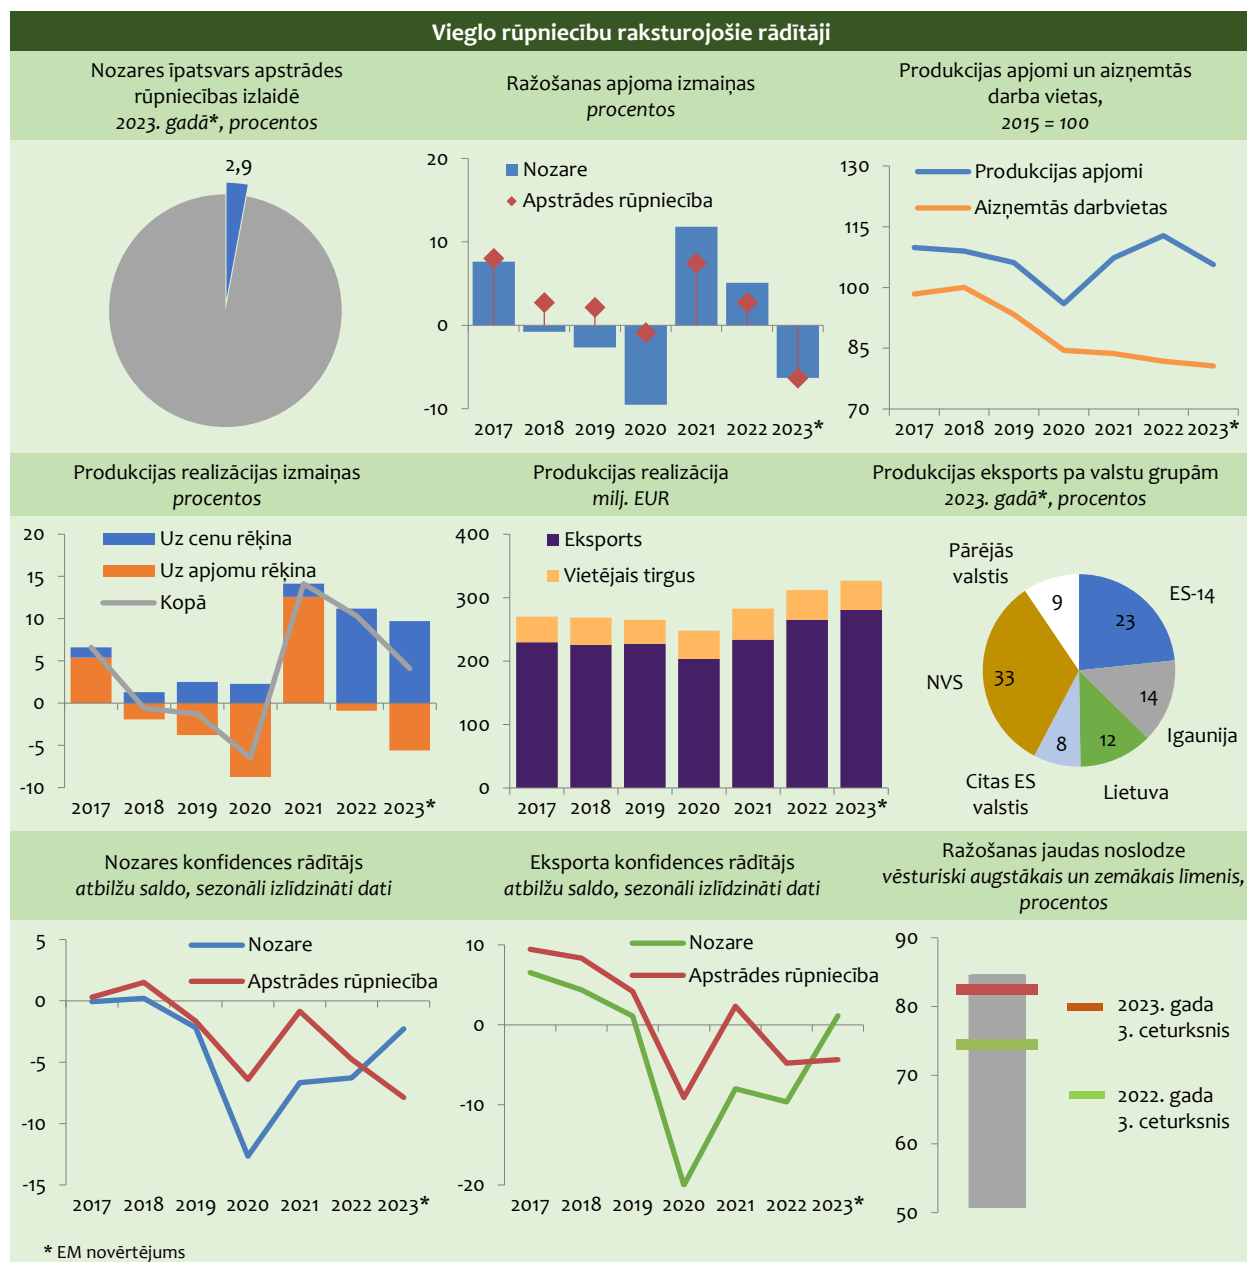 Vieglo rūpniecību raksturojošie rādītāji
Nozares īpatsvars apstrādes
rūpniecības izlaidē
2023. gadā*, procentos
2,9
Ražošanas apjoma izmaiņas
procentos
20
10
0
-10
Nozare
Apstrādes rūpniecība
2017 2018 2019 2020 2021 2022 2023*
Produkcijas apjomi un aizņemtās
darba vietas,
2015 = 100
130
115
100
85
70
Produkcijas apjomi
Aizņemtās darbvietas
2017 2018 2019 2020 2021 2022 2023*
Produkcijas realizācijas izmaiņas
procentos
20
15
10
5
0
-5
-10
Uz cenu rēķina
Uz apjomu rēķina
Kopā
2017 2018 2019 2020 2021 2022 2023*
Produkcijas realizācija
milj. EUR
400
300
200
100
0
Eksports
Vietējais tirgus
2017 2018 2019 2020 2021 2022 2023*
Produkcijas eksports pa valstu grupām
2023. gadā*, procentos
Pārējās
valstis
9
ES-14
23
NVS
33
14
Igaunija
12
Lietuva
8
Citas ES
valstis
Nozares konfidences rādītājs
atbilžu saldo, sezonāli izlīdzināti dati
5
0
-5
-10
-15
Nozare
Apstrādes rūpniecība
2017 2018 2019 2020 2021 2022 2023*
Eksporta konfidences rādītājs
atbilžu saldo, sezonāli izlīdzināti dati
10
0
-10
-20
Nozare
Apstrādes rūpniecība
2017 2018 2019 2020 2021 2022 2023*
Ražošanas jaudas noslodze
vēsturiski augstākais un zemākais līmenis,
procentos
90
80
70
60
50
2023. gada
3. ceturksnis
2022. gada
3. ceturksnis
* EM novērtējums